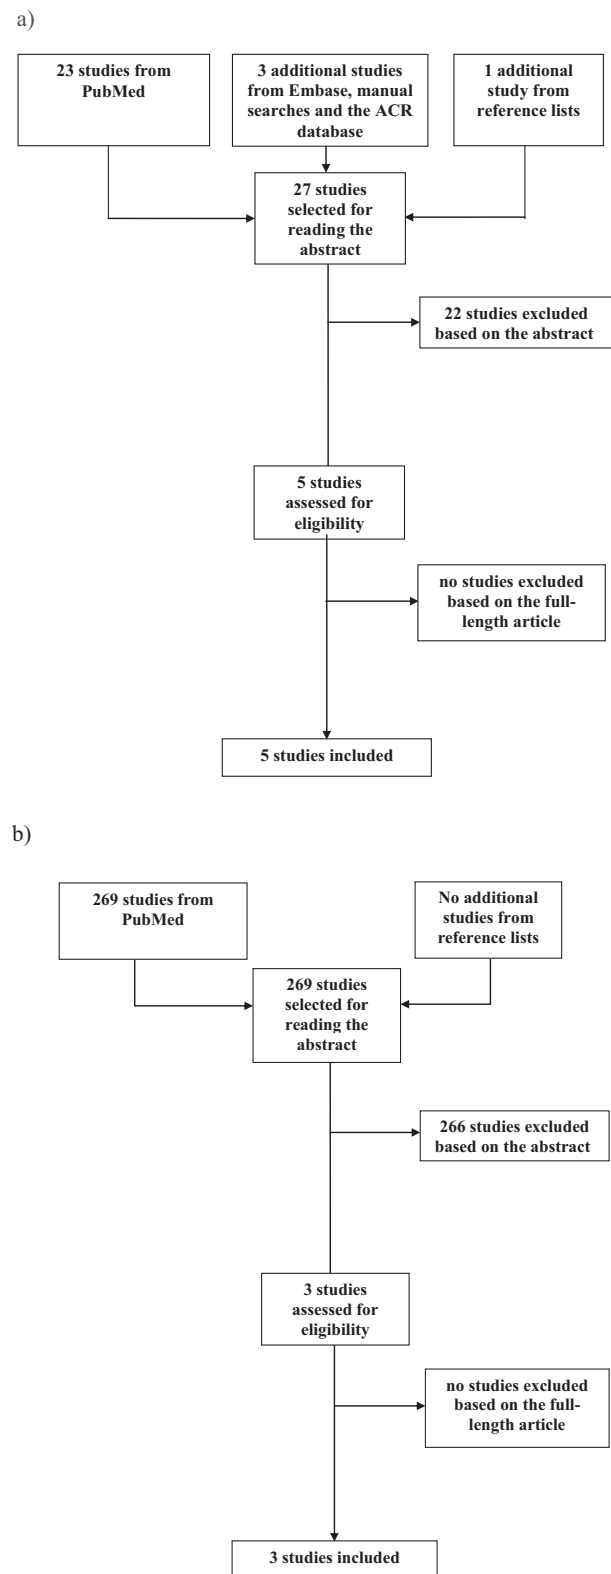 a)
23 studies from
PubMed
3 additional studies
from Embase, manual
searches and the ACR
database
1 additional
study from
reference lists
27 studies
selected for
reading the
abstract
22 studies excluded
based on the abstract
5 studies
assessed for
eligibility
no studies excluded
based on the full-
length article
5 studies included
b)
269 studies from
PubMed
No additional
studies from
reference lists
269 studies
selected for
reading the
abstract
266 studies excluded
based on the abstract
3 studies
assessed for
eligibility
no studies excluded
based on the full-
length article
3 studies included